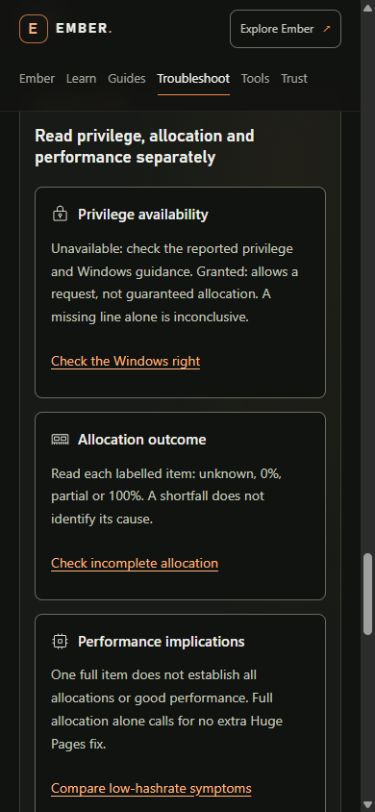 E EMBER.
Explore Ember ↗
Ember Learn Guides Troubleshoot Tools Trust
Read privilege, allocation and
performance separately
Privilege availability
Unavailable: check the reported privilege
and Windows guidance. Granted: allows a
request, not guaranteed allocation. A
missing line alone is inconclusive.
Check the Windows right
Allocation outcome
Read each labelled item: unknown, 0%,
partial or 100%. A shortfall does not
identify its cause.
Check incomplete allocation
Performance implications
One full item does not establish all
allocations or good performance. Full
allocation alone calls for no extra Huge
Pages fix.
Compare low-hashrate symptoms